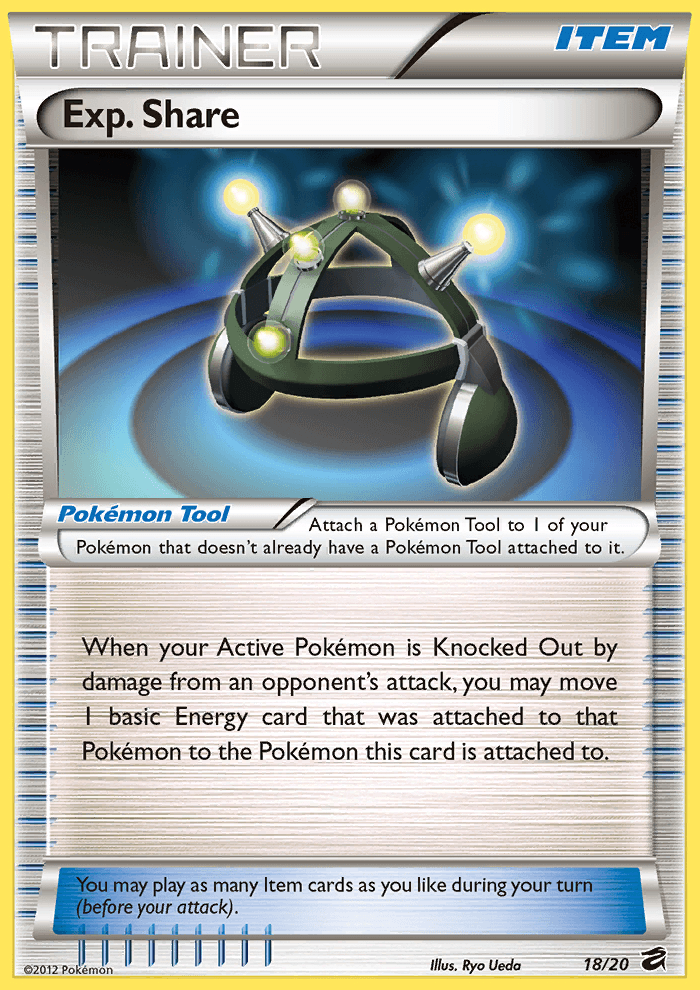 TRAINER
ITEM
Exp. Share
Pokémon Tool
Attach a Pokémon Tool to 1 of your
Pokémon that doesn't already have a Pokémon Tool attached to it.
When your Active Pokémon is Knocked Out by
damage from an opponent's attack, you may move
1 basic Energy card that was attached to that
Pokémon to the Pokémon this card is attached to.
You may play as many Item cards as you like during your turn
(before your attack).
©2012 Pokémon
Illus. Ryo Ueda
18/20